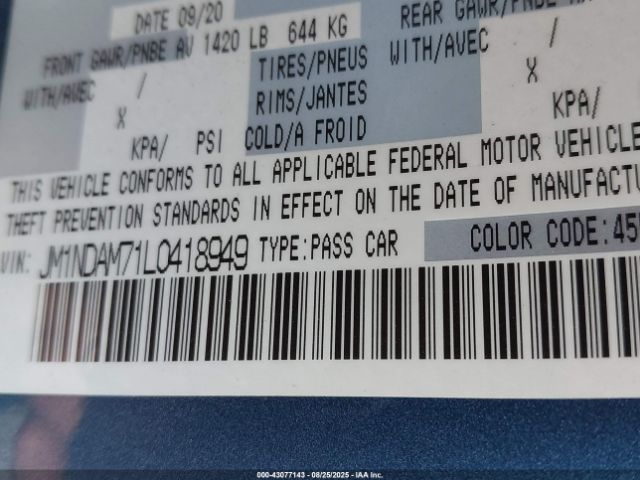 DATE 09/20
REAR GAWR/PNBE
FRONT GAWR/PNBE AV 1420 LB 644 KG
TIRES/PNEUS WITH/AVEC /
WITH/AVEC / X
X RIMS/JANTES KPA/
KPA/ PSI COLD/A FROID
THIS VEHICLE CONFORMS TO ALL APPLICABLE FEDERAL MOTOR VEHICLE
THEFT PREVENTION STANDARDS IN EFFECT ON THE DATE OF MANUFACTU
VIN: JM1NDAM71L0418949 TYPE:PASS CAR COLOR CODE:45
000-43077143 - 08/25/2025 - IAA Inc.